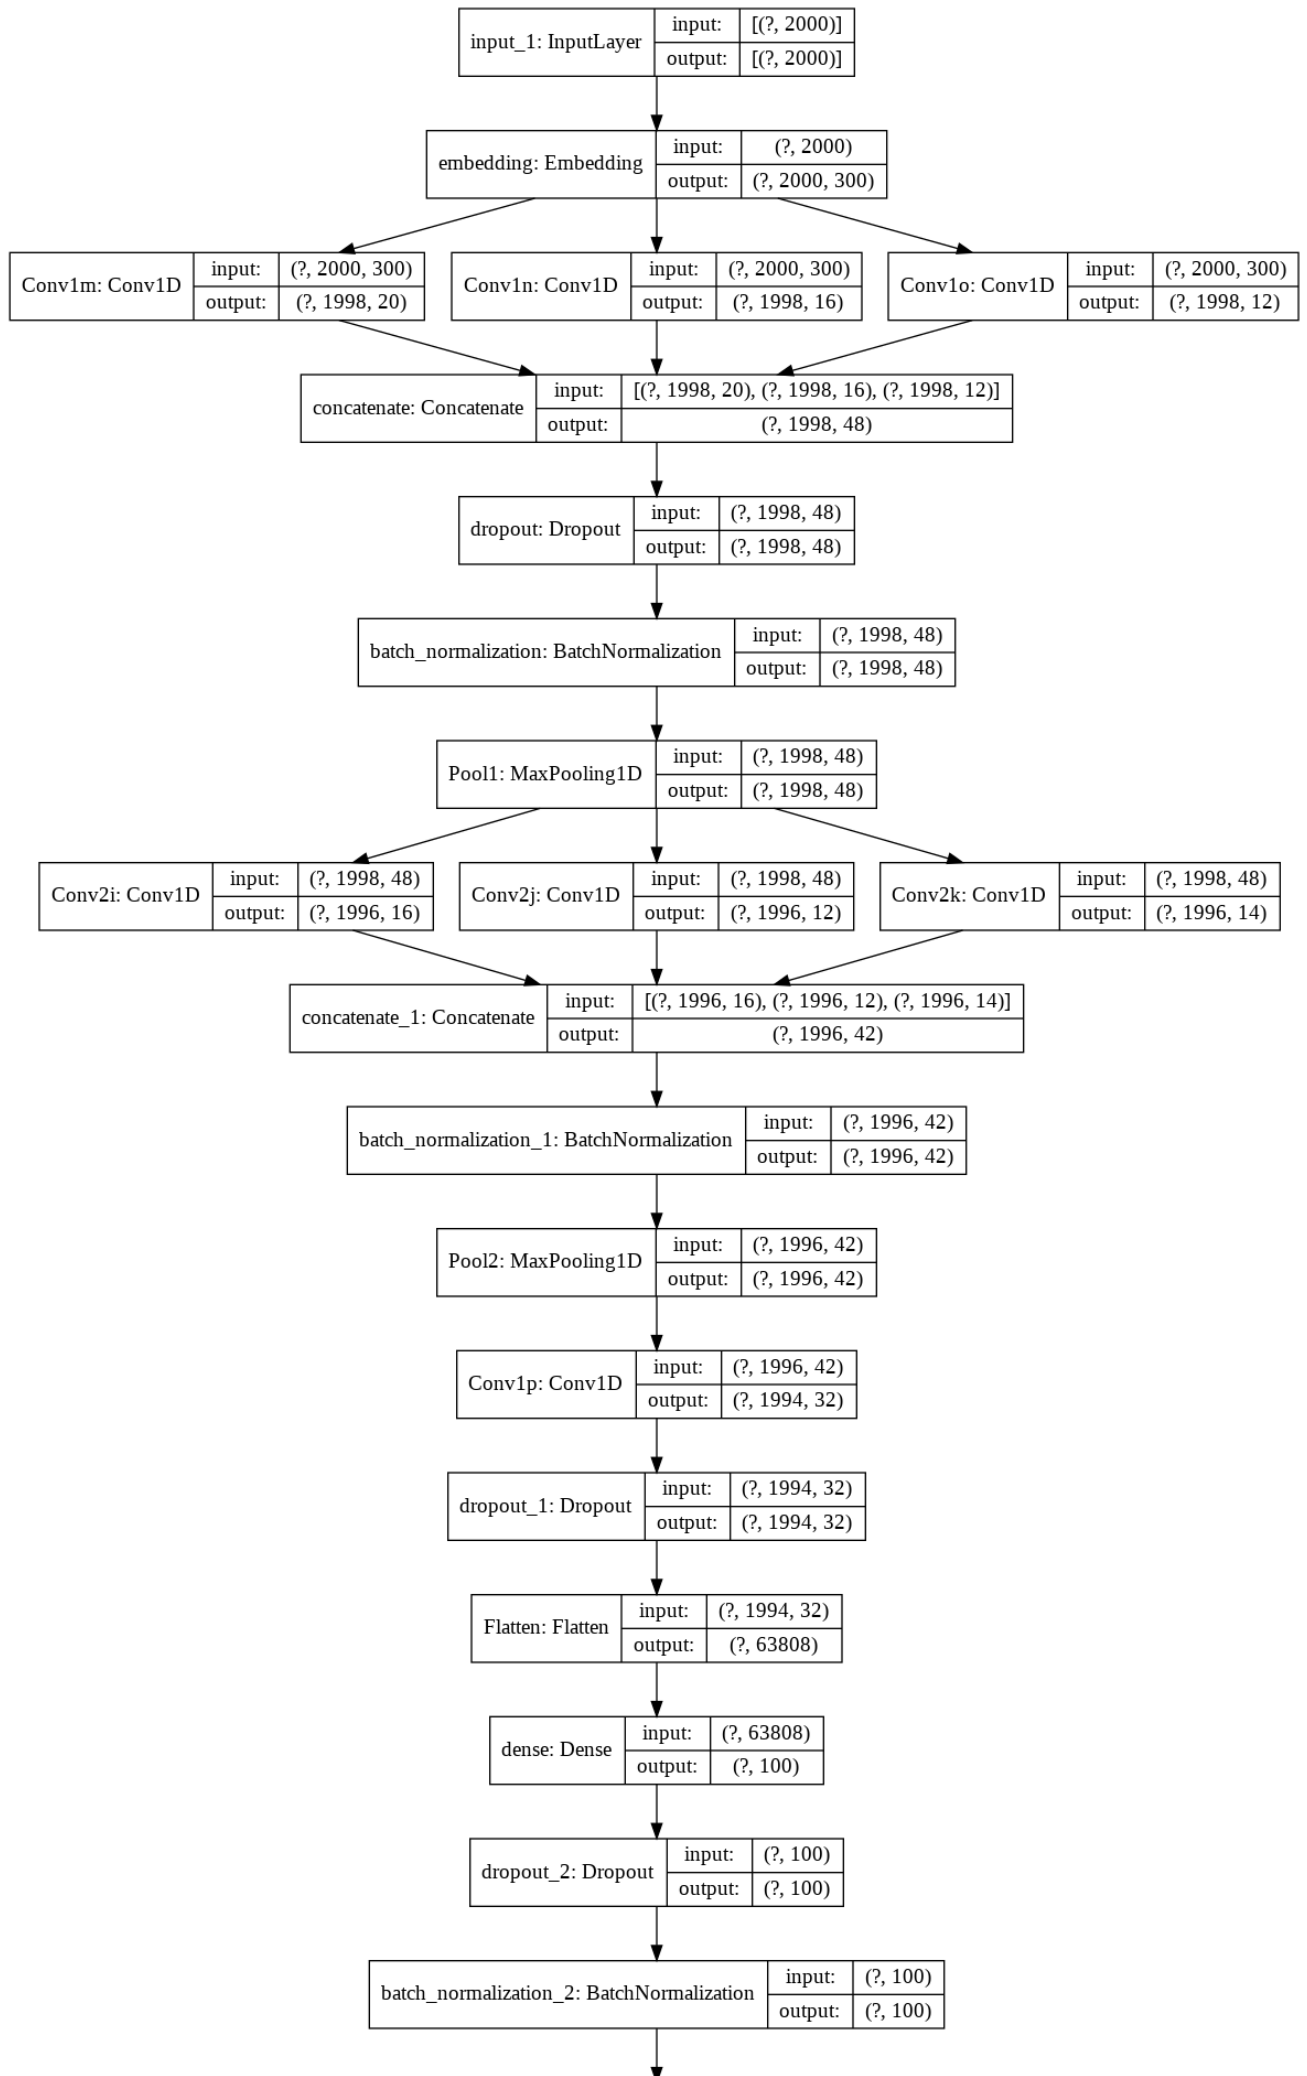 input_1: InputLayer
input: [(?, 2000)]
output: [(?, 2000)]
embedding: Embedding
input: (?, 2000)
output: (?, 2000, 300)
Conv1m: Conv1D
input: (?, 2000, 300)
output: (?, 1998, 20)
Conv1n: Conv1D
input: (?, 2000, 300)
output: (?, 1998, 16)
Conv1o: Conv1D
input: (?, 2000, 300)
output: (?, 1998, 12)
concatenate: Concatenate
input: [(?, 1998, 20), (?, 1998, 16), (?, 1998, 12)]
output: (?, 1998, 48)
dropout: Dropout
input: (?, 1998, 48)
output: (?, 1998, 48)
batch_normalization: BatchNormalization
input: (?, 1998, 48)
output: (?, 1998, 48)
Pool1: MaxPooling1D
input: (?, 1998, 48)
output: (?, 1998, 48)
Conv2i: Conv1D
input: (?, 1998, 48)
output: (?, 1996, 16)
Conv2j: Conv1D
input: (?, 1998, 48)
output: (?, 1996, 12)
Conv2k: Conv1D
input: (?, 1998, 48)
output: (?, 1996, 14)
concatenate_1: Concatenate
input: [(?, 1996, 16), (?, 1996, 12), (?, 1996, 14)]
output: (?, 1996, 42)
batch_normalization_1: BatchNormalization
input: (?, 1996, 42)
output: (?, 1996, 42)
Pool2: MaxPooling1D
input: (?, 1996, 42)
output: (?, 1996, 42)
Conv1p: Conv1D
input: (?, 1996, 42)
output: (?, 1994, 32)
dropout_1: Dropout
input: (?, 1994, 32)
output: (?, 1994, 32)
Flatten: Flatten
input: (?, 1994, 32)
output: (?, 63808)
dense: Dense
input: (?, 63808)
output: (?, 100)
dropout_2: Dropout
input: (?, 100)
output: (?, 100)
batch_normalization_2: BatchNormalization
input: (?, 100)
output: (?, 100)